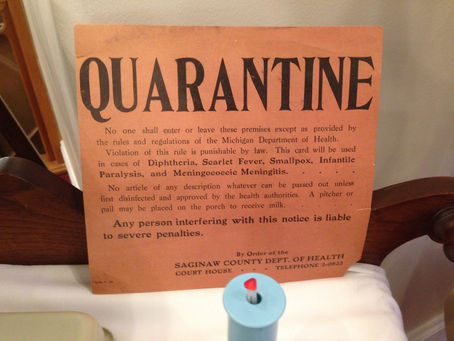 QUARANTINE
No one shall enter or leave these premises except as provided by
the rules and regulations of the Michigan Department of Health.
Violation of this rule is punishable by law. This card will be used
in cases of Diphtheria, Scarlet Fever, Smallpox, Infantile
Paralysis, and Meningococcic Meningitis. . . . . .
No article of any description whatever can be passed out unless
first disinfected and approved by the health authorities. A pitcher or
pail may be placed on the porch to receive milk. . . . .
Any person interfering with this notice is liable
to severe penalties.
By Order of the
SAGINAW COUNTY DEPT. OF HEALTH
COURT HOUSE - - - TELEPHONE 2-0822